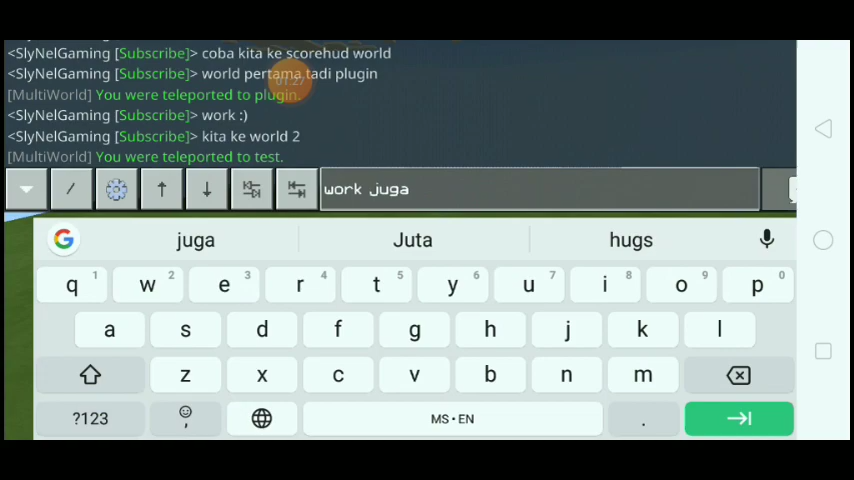 <SlyNelGaming [Subscribe]> coba kita ke scorehud world
<SlyNelGaming [Subscribe]> world pertama tadi plugin
01:27
[MultiWorld] You were teleported to plugin.
<SlyNelGaming [Subscribe]> work :)
<SlyNelGaming [Subscribe]> kita ke world 2
[MultiWorld] You were teleported to test.
/ work juga
G juga Juta hugs
q 1 w 2 e 3 r 4 t 5 y 6 u 7 i 8 o 9 p 0
a s d f g h j k l
z x c v b n m
?123 , MS • EN .